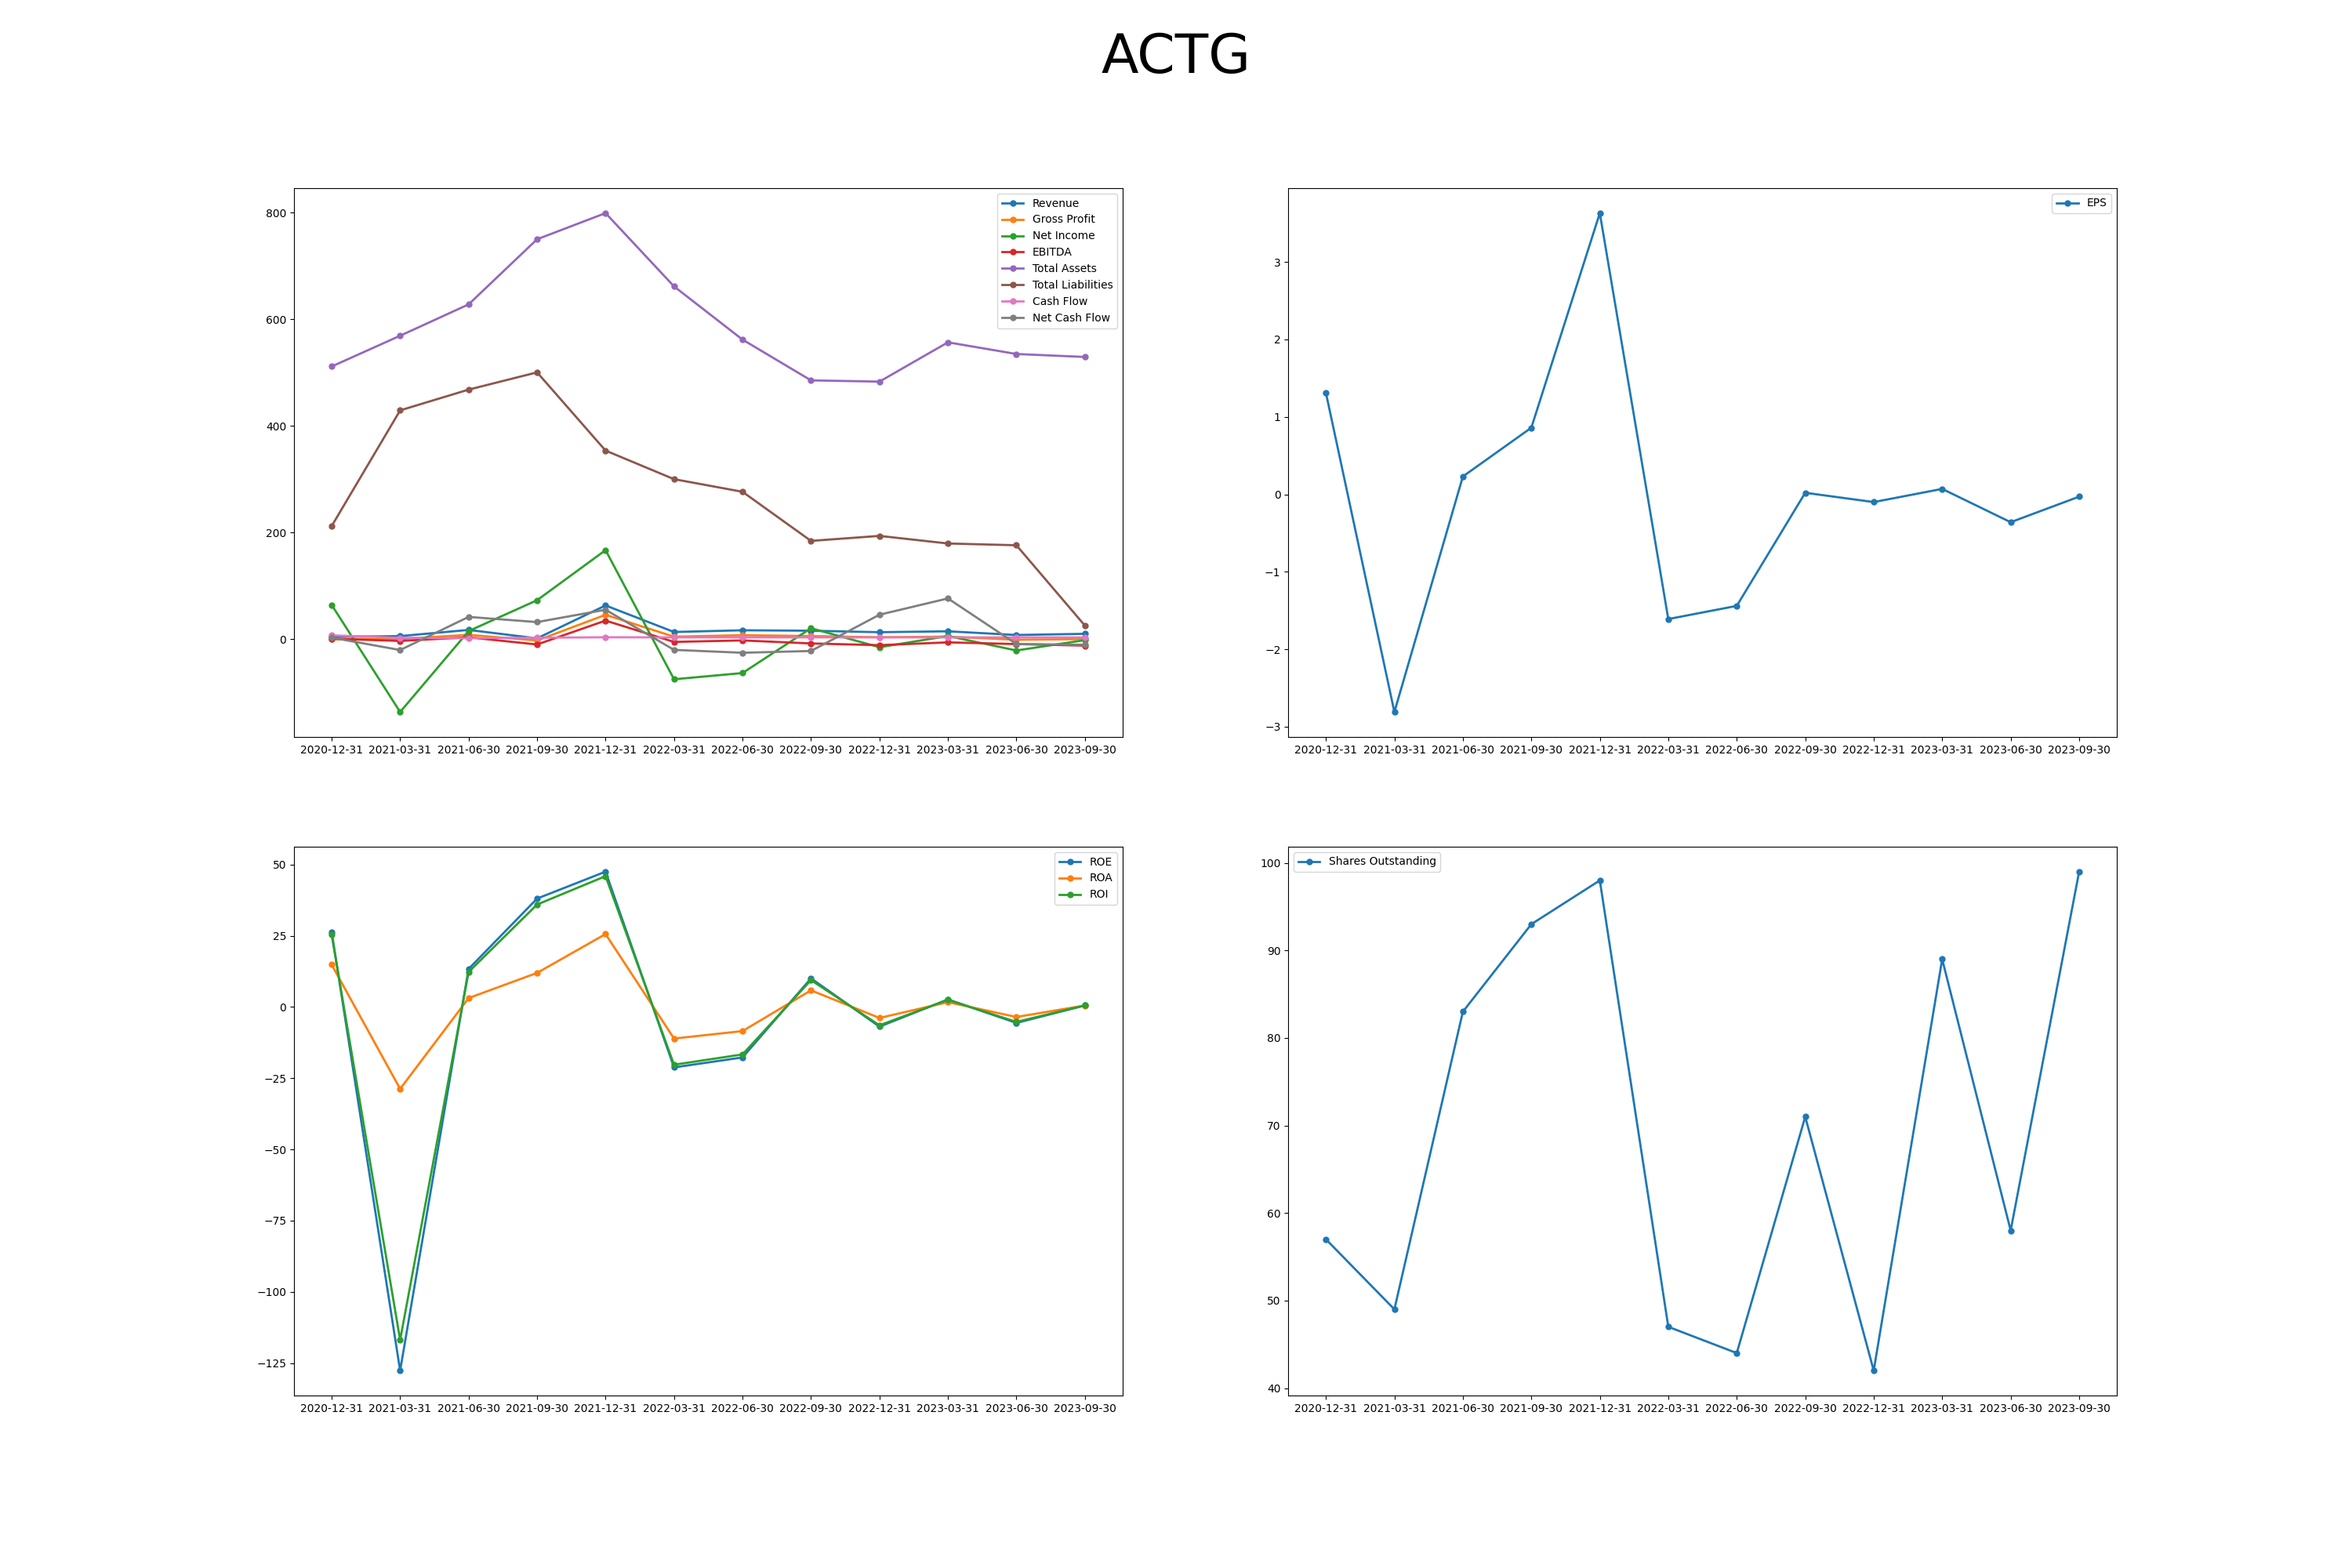 ACTG
800
600
400
200
0
Revenue
Gross Profit
Net Income
EBITDA
Total Assets
Total Liabilities
Cash Flow
Net Cash Flow
2020-12-31 2021-03-31 2021-06-30 2021-09-30 2021-12-31 2022-03-31 2022-06-30 2022-09-30 2022-12-31 2023-03-31 2023-06-30 2023-09-30
3
2
1
0
−1
−2
−3
EPS
2020-12-31 2021-03-31 2021-06-30 2021-09-30 2021-12-31 2022-03-31 2022-06-30 2022-09-30 2022-12-31 2023-03-31 2023-06-30 2023-09-30
50
25
0
−25
−50
−75
−100
−125
ROE
ROA
ROI
2020-12-31 2021-03-31 2021-06-30 2021-09-30 2021-12-31 2022-03-31 2022-06-30 2022-09-30 2022-12-31 2023-03-31 2023-06-30 2023-09-30
100
90
80
70
60
50
40
Shares Outstanding
2020-12-31 2021-03-31 2021-06-30 2021-09-30 2021-12-31 2022-03-31 2022-06-30 2022-09-30 2022-12-31 2023-03-31 2023-06-30 2023-09-30